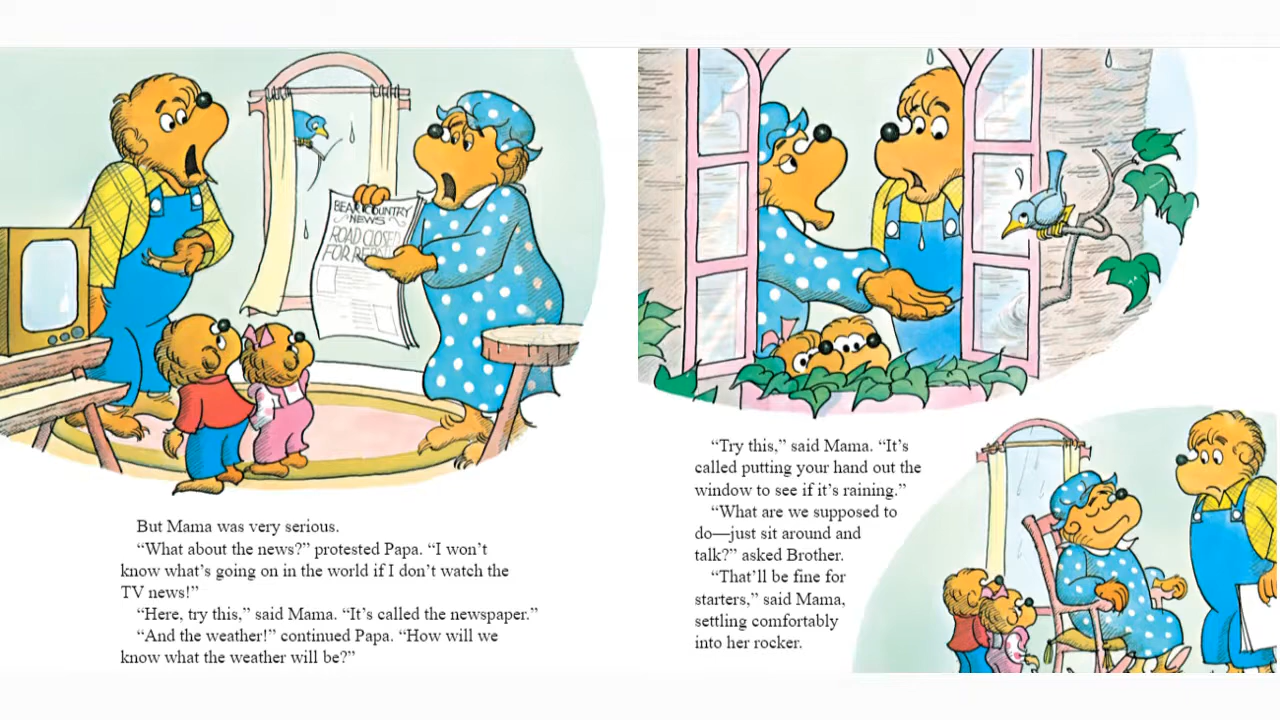 BEAR COUNTRY
NEWS
ROAD CLOSED
FOR REPAIR
But Mama was very serious.
“What about the news?” protested Papa. “I won’t
know what’s going on in the world if I don’t watch the
TV news!”
“Here, try this,” said Mama. “It’s called the newspaper.”
“And the weather!” continued Papa. “How will we
know what the weather will be?”
“Try this,” said Mama. “It’s
called putting your hand out the
window to see if it’s raining.”
“What are we supposed to
do—just sit around and
talk?” asked Brother.
“That’ll be fine for
starters,” said Mama,
settling comfortably
into her rocker.